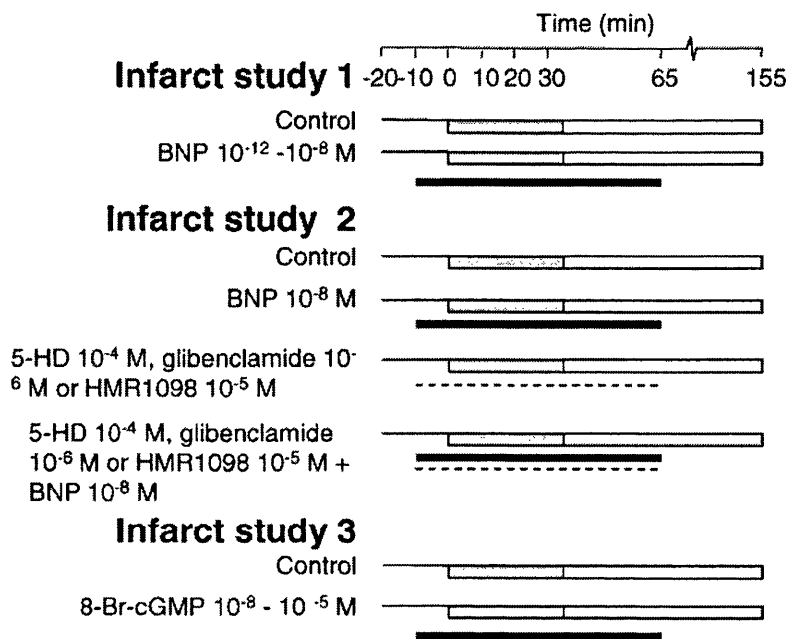 Time (min)
Infarct study 1 -20 -10 0 10 20 30 65 155
Control
BNP 10⁻¹² -10⁻⁸ M
Infarct study 2
Control
BNP 10⁻⁸ M
5-HD 10⁻⁴ M, glibenclamide 10⁻
⁶ M or HMR1098 10⁻⁵ M
5-HD 10⁻⁴ M, glibenclamide
10⁻⁶ M or HMR1098 10⁻⁵ M +
BNP 10⁻⁸ M
Infarct study 3
Control
8-Br-cGMP 10⁻⁸ - 10 ⁻⁵ M